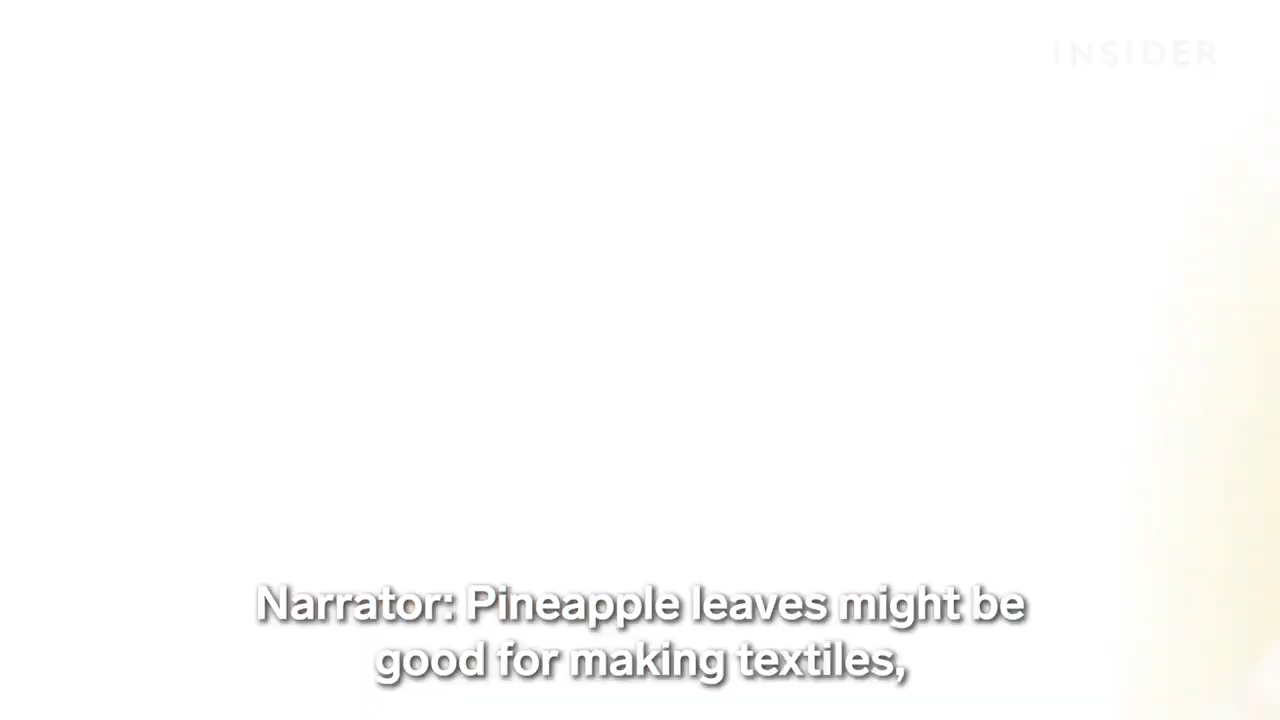 INSIDER
Narrator: Pineapple leaves might be
good for making textiles,